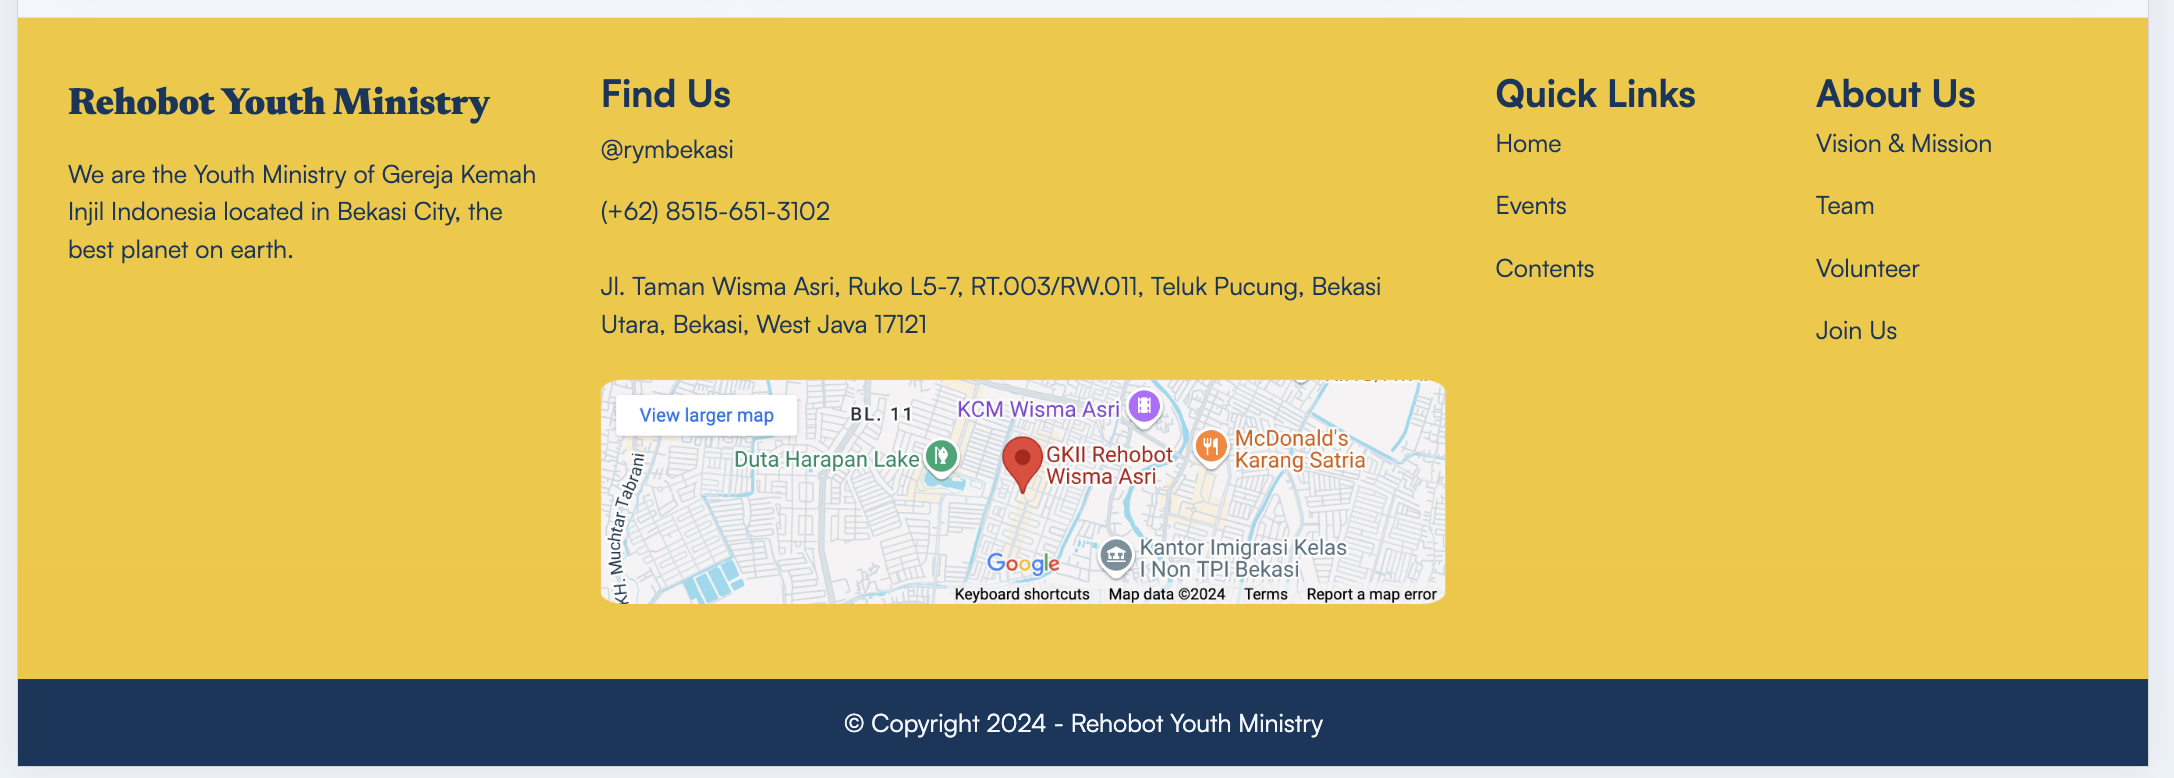 Rehobot Youth Ministry
We are the Youth Ministry of Gereja Kemah
Injil Indonesia located in Bekasi City, the
best planet on earth.
Find Us
@rymbekasi
(+62) 8515-651-3102
Jl. Taman Wisma Asri, Ruko L5-7, RT.003/RW.011, Teluk Pucung, Bekasi
Utara, Bekasi, West Java 17121
View larger map
BL. 11
KCM Wisma Asri
Duta Harapan Lake
GKII Rehobot
Wisma Asri
McDonald's
Karang Satria
KH. Muchtar Tabrani
Kantor Imigrasi Kelas
I Non TPI Bekasi
Google
Keyboard shortcuts
Map data ©2024
Terms
Report a map error
Quick Links
Home
Events
Contents
About Us
Vision & Mission
Team
Volunteer
Join Us
© Copyright 2024 - Rehobot Youth Ministry